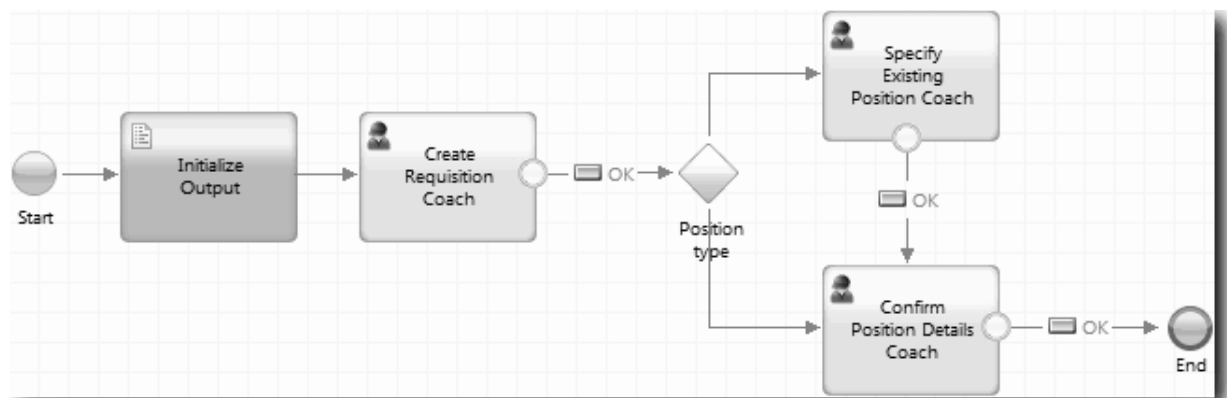 Start
Initialize
Output
Create
Requisition
Coach
OK
Position
type
Specify
Existing
Position Coach
OK
Confirm
Position Details
Coach
OK
End